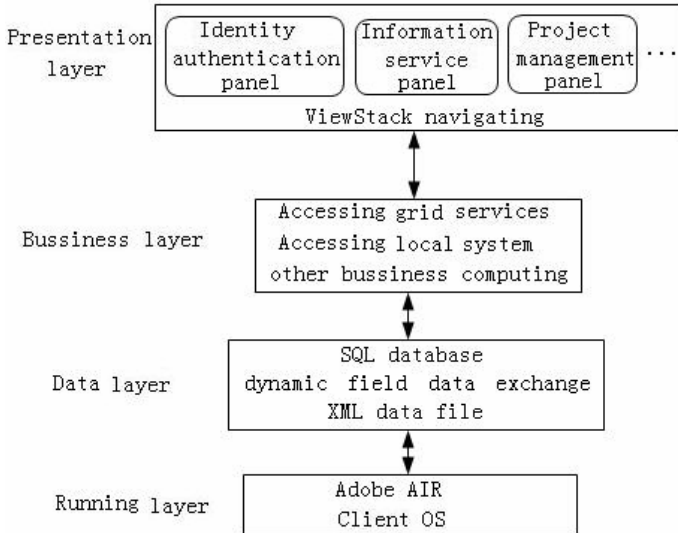 Presentation layer
Identity authentication panel
Information service panel
Project management panel
...
ViewStack navigating
Bussiness layer
Accessing grid services
Accessing local system
other bussiness computing
Data layer
SQL database
dynamic field data exchange
XML data file
Running layer
Adobe AIR
Client OS